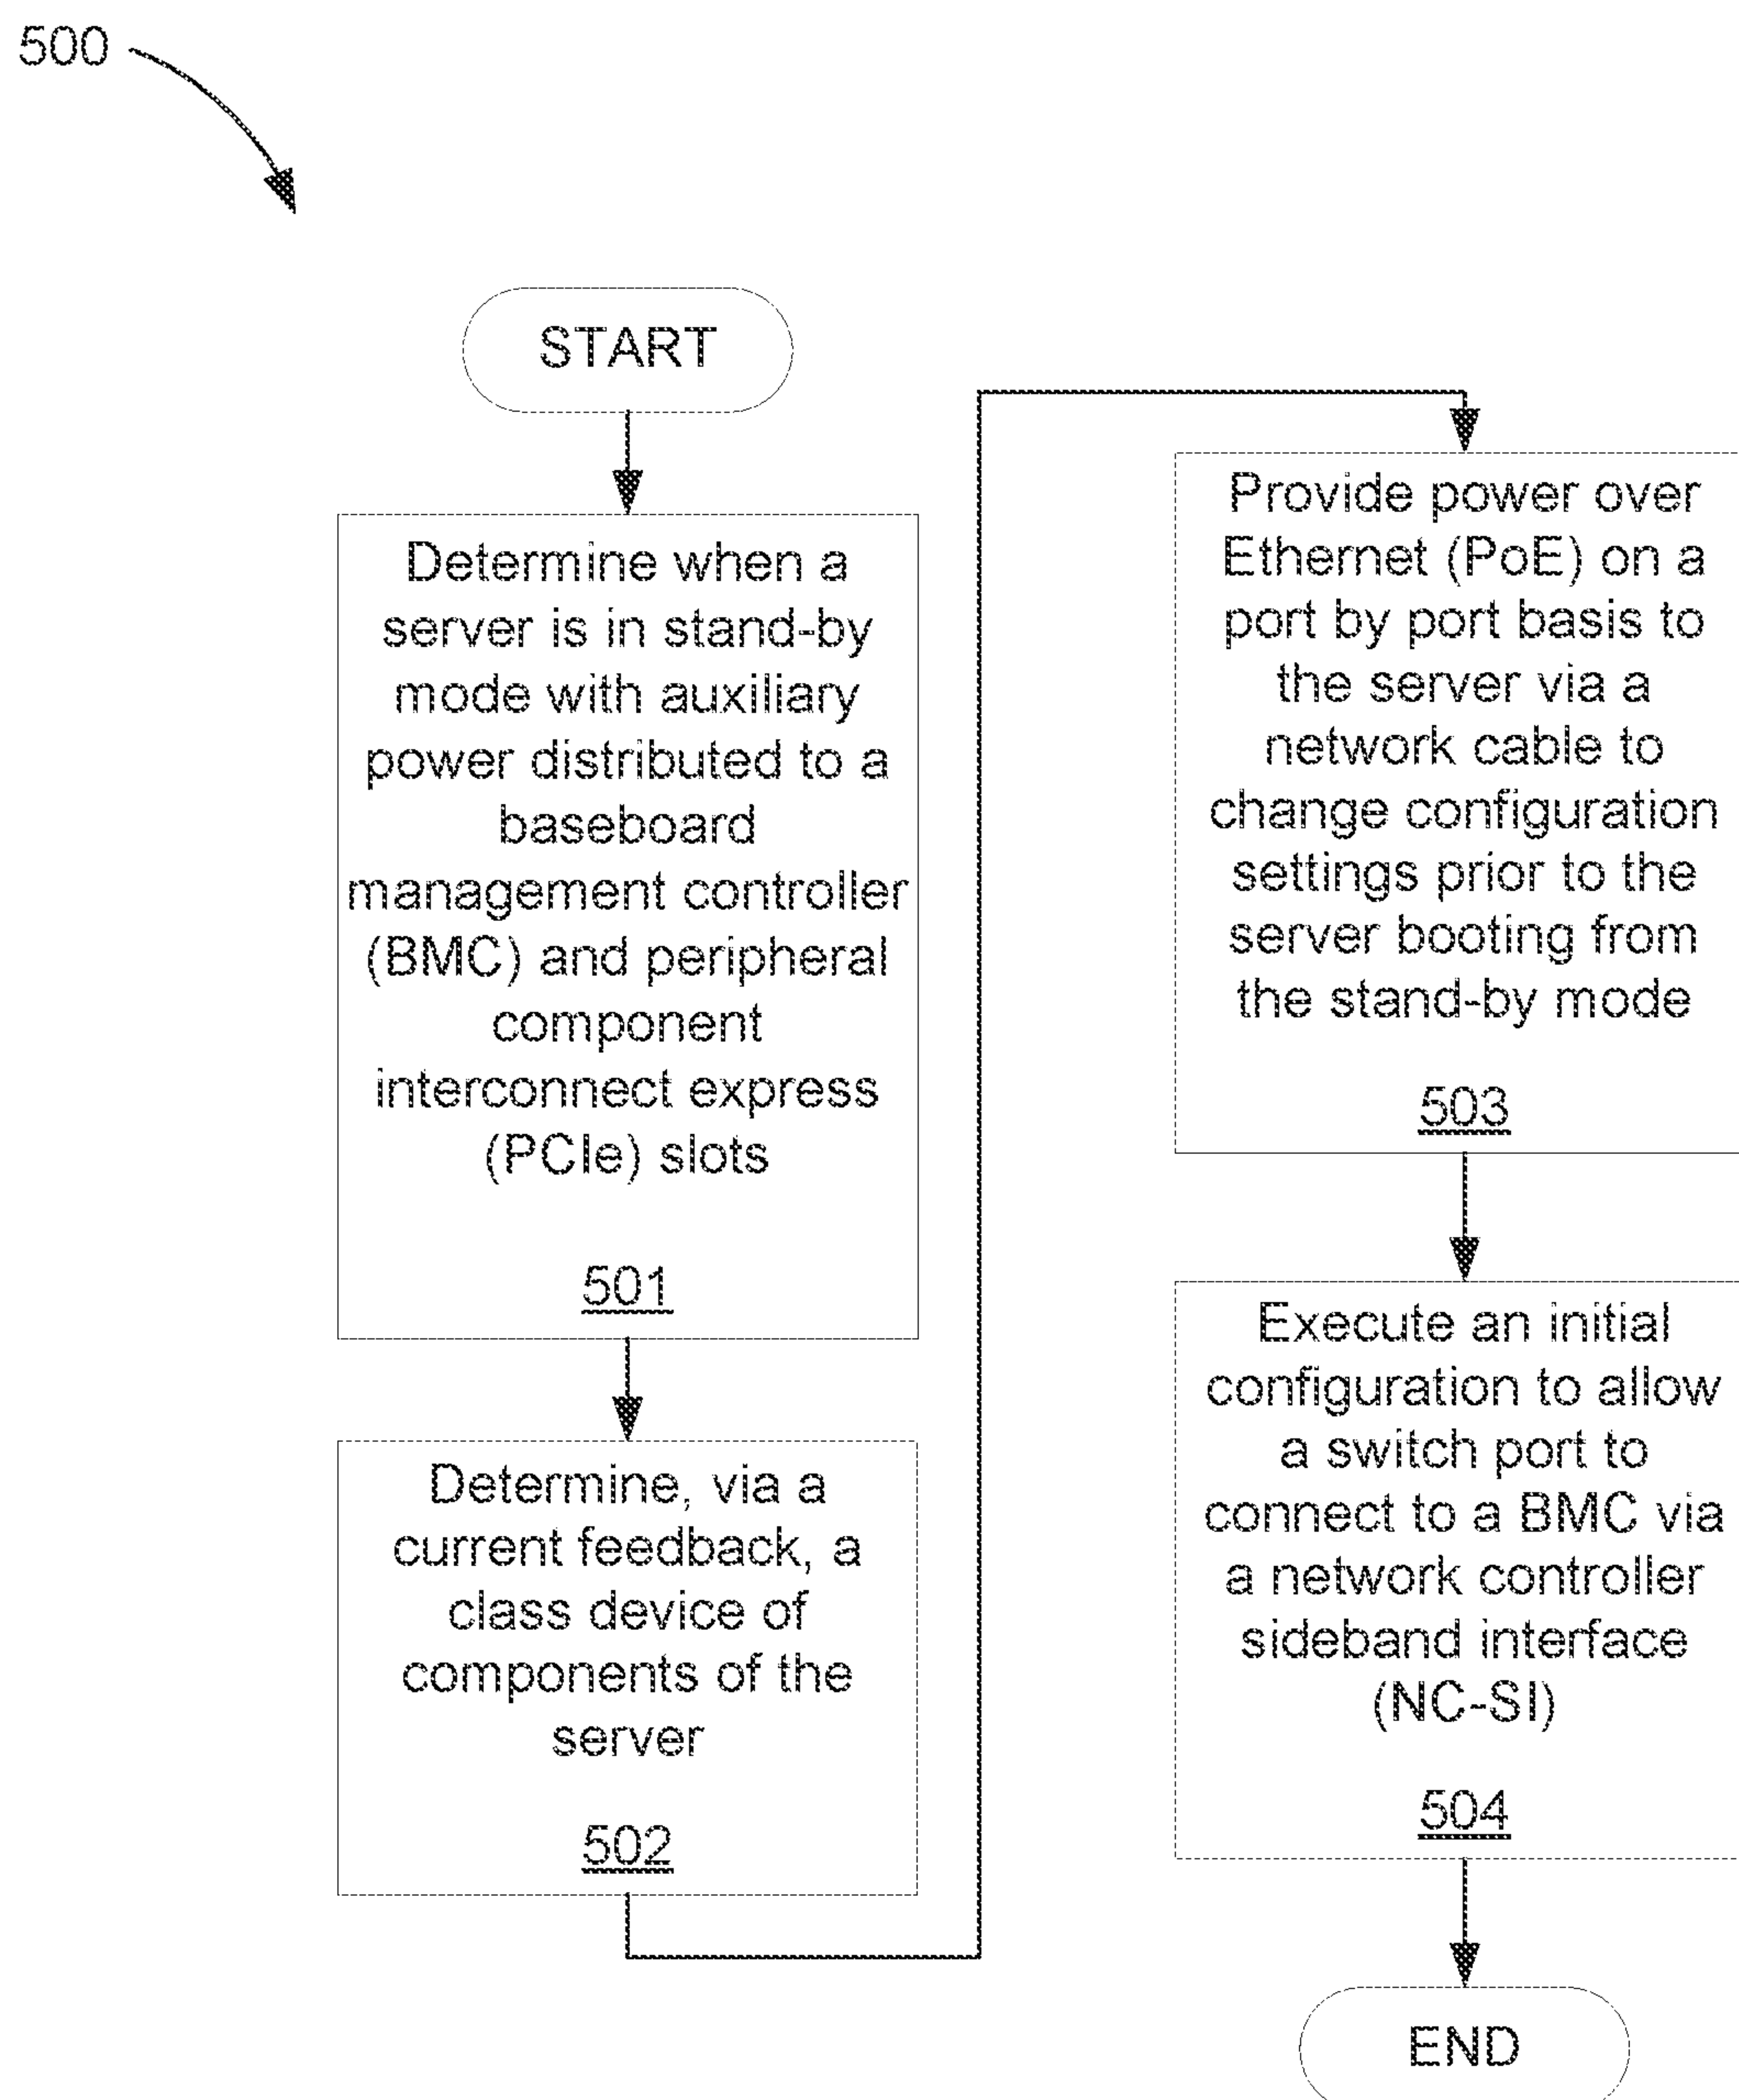 500
START
Determine when a
server is in stand-by
mode with auxiliary
power distributed to a
baseboard
management controller
(BMC) and peripheral
component
interconnect express
(PCIe) slots
501
Determine, via a
current feedback, a
class device of
components of the
server
502
Provide power over
Ethernet (PoE) on a
port by port basis to
the server via a
network cable to
change configuration
settings prior to the
server booting from
the stand-by mode
503
Execute an initial
configuration to allow
a switch port to
connect to a BMC via
a network controller
sideband interface
(NC-SI)
504
END